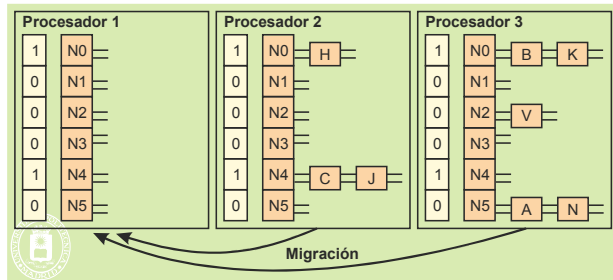 Procesador 1
1 N0
0 N1
0 N2
0 N3
1 N4
0 N5
Procesador 2
1 N0 H
0 N1
0 N2
0 N3
1 N4 C J
0 N5
Procesador 3
1 N0 B K
0 N1
0 N2 V
0 N3
1 N4
0 N5 A N
Migración